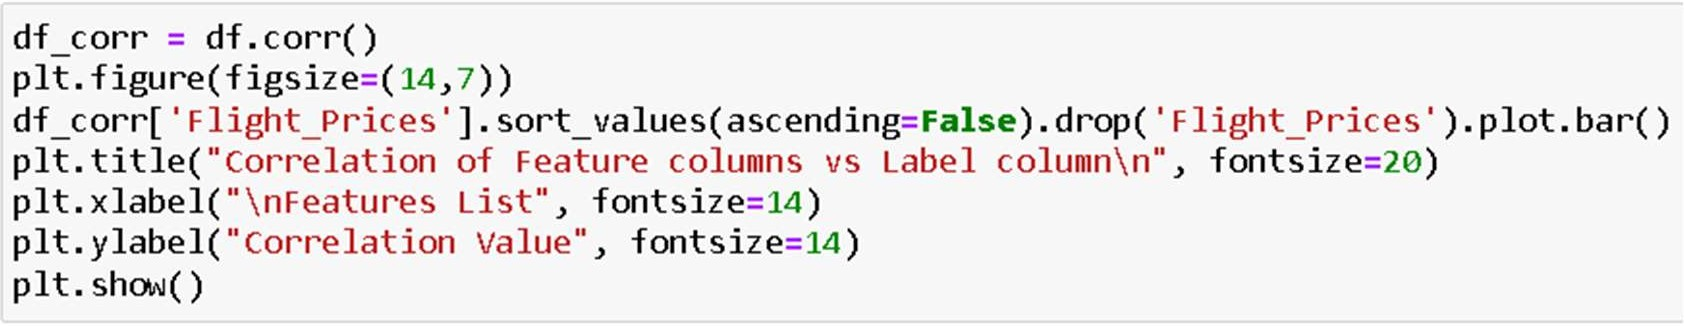 df_corr = df.corr()
plt.figure(figsize=(14,7))
df_corr['Flight_Prices'].sort_values(ascending=False).drop('Flight_Prices').plot.bar()
plt.title("Correlation of Feature columns vs Label column\n", fontsize=20)
plt.xlabel("\nFeatures List", fontsize=14)
plt.ylabel("Correlation Value", fontsize=14)
plt.show()